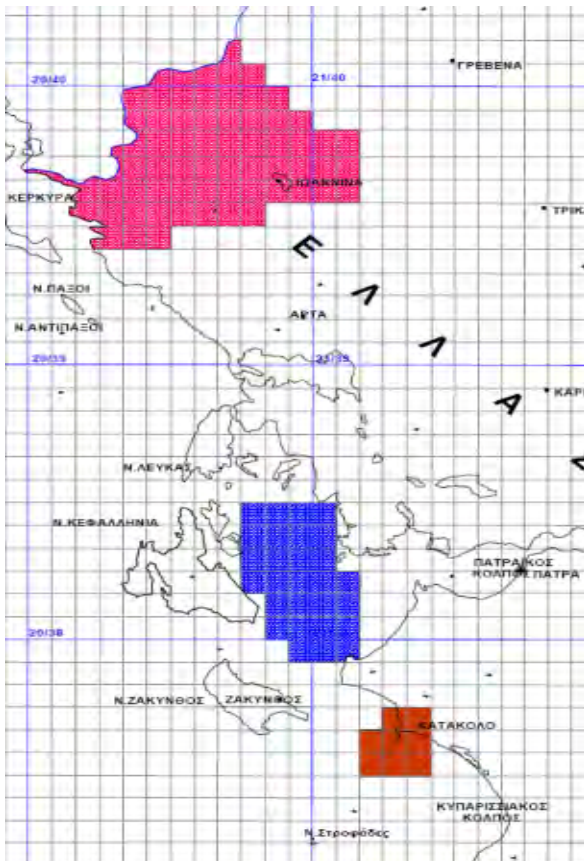 20/40
21/40
ΓΡΕΒΕΝΑ
ΙΩΑΝΝΙΝΑ
ΚΕΡΚΥΡΑ
ΤΡΙΚ
Ε
Λ
Λ
Α
Ν.ΠΑΞΟΙ
ΑΡΤΑ
Ν.ΑΝΤΙΠΑΞΟΙ
20/39
21/39
ΚΑΡΠ
Ν.ΛΕΥΚΑΣ
Ν.ΚΕΦΑΛΛΗΝΙΑ
ΠΑΤΡΑΪΚΟΣ
ΚΟΛΠΟΣ ΠΑΤΡΑ
20/38
Ν.ΖΑΚΥΝΘΟΣ
ΖΑΚΥΝΘΟΣ
ΚΑΤΑΚΟΛΟ
ΚΥΠΑΡΙΣΣΙΑΚΟΣ
ΚΟΛΠΟΣ
Ν.Στροφάδες